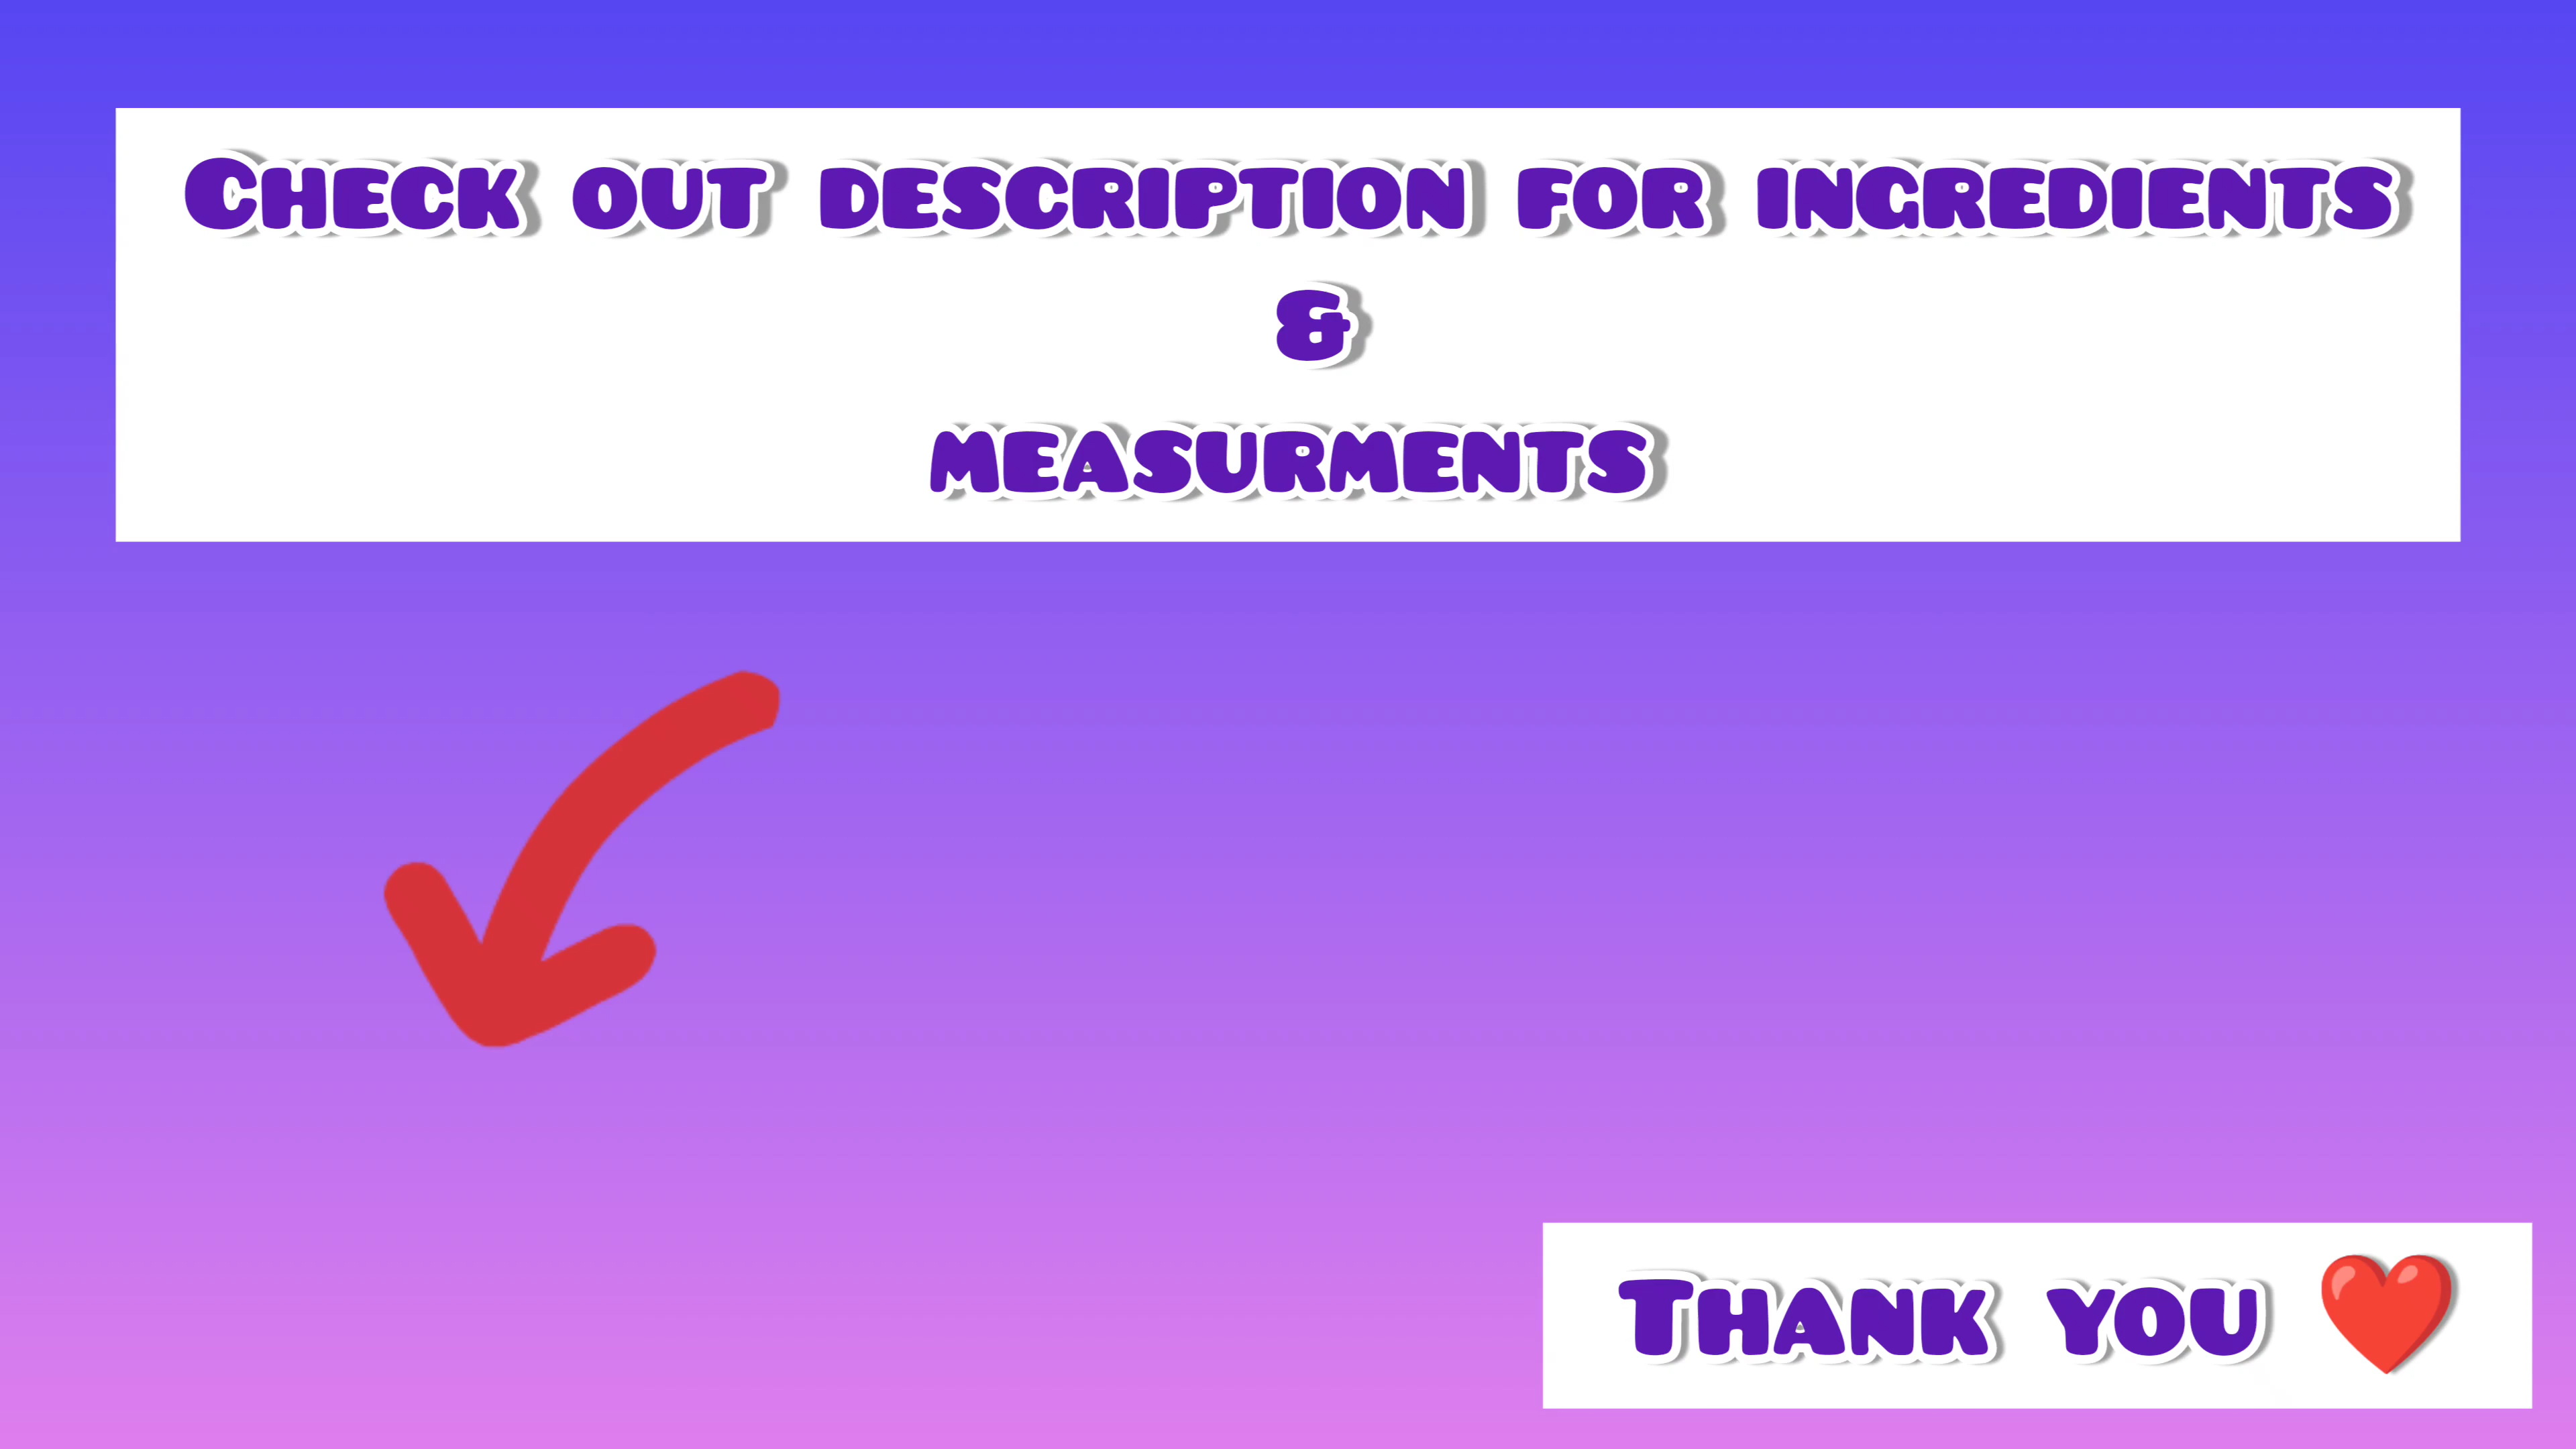 Check out description for ingredients
&
measurments
Thank you ❤️